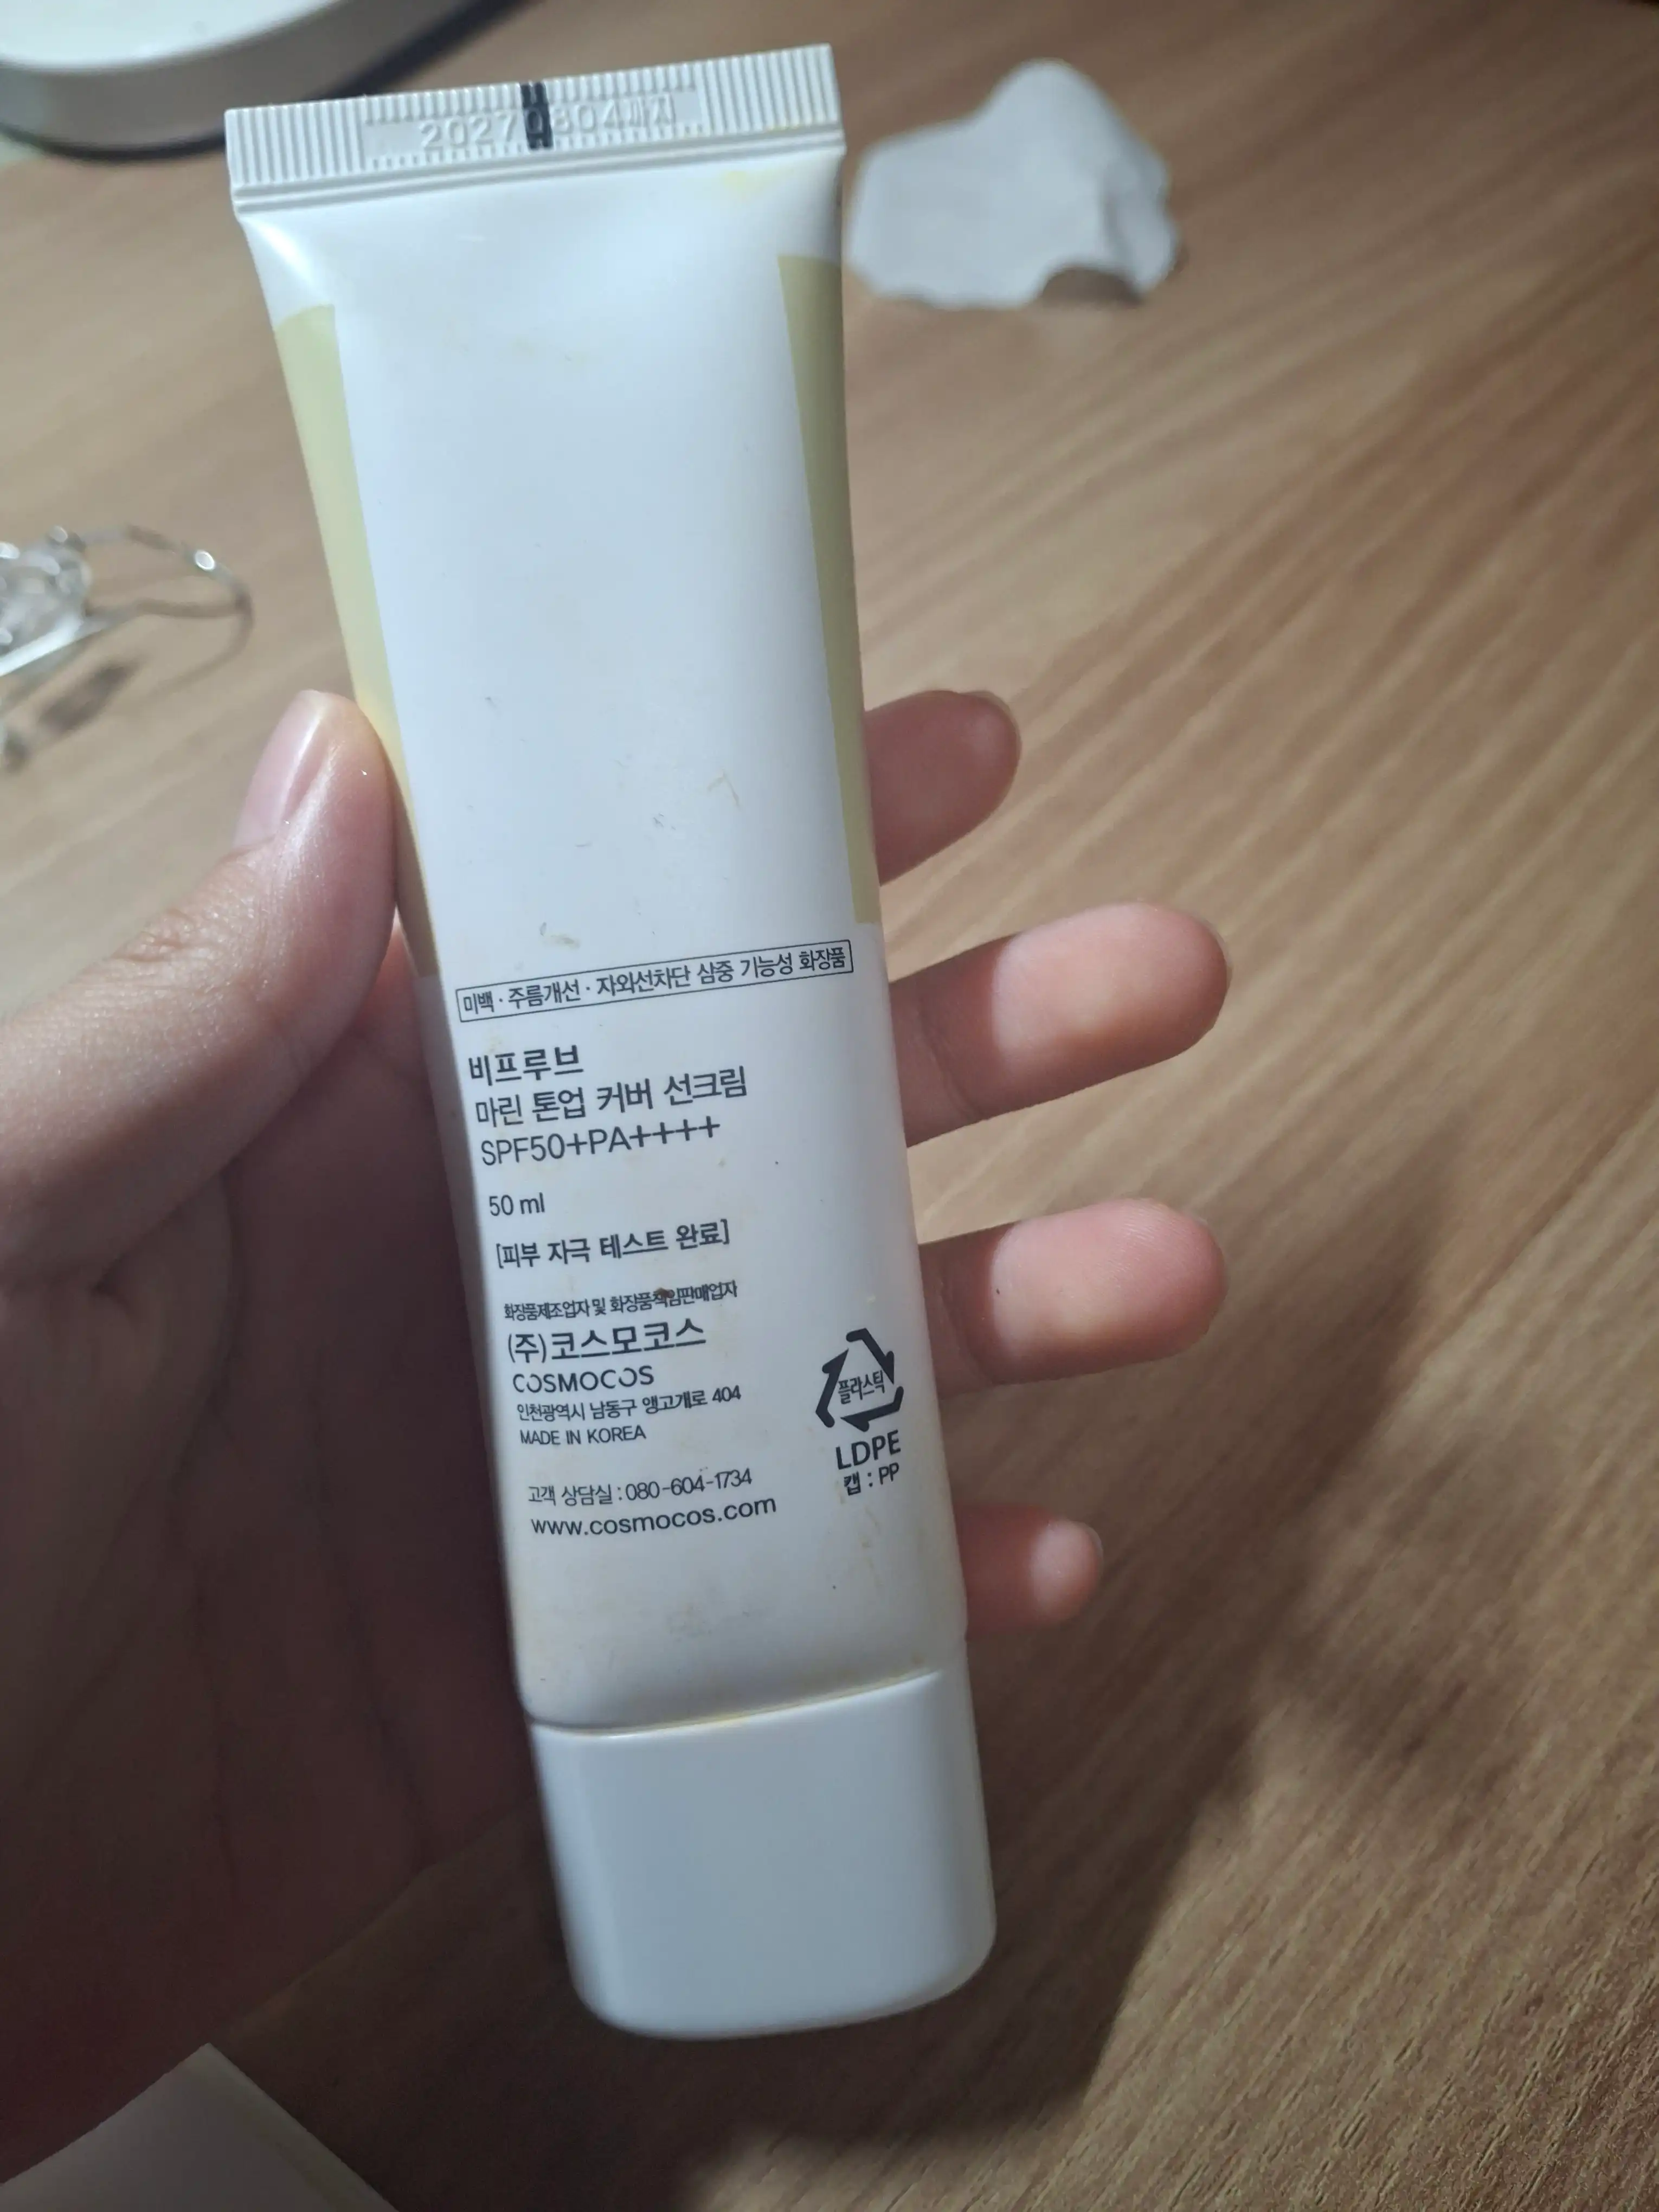 20270804까지
미백 · 주름개선 · 자외선차단 삼중 기능성 화장품
비프루브
마린 톤업 커버 선크림
SPF50+PA++++
50 ml
[피부 자극 테스트 완료]
화장품제조업자 및 화장품책임판매업자
(주)코스모코스
COSMOCOS
인천광역시 남동구 앵고개로 404
MADE IN KOREA
고객 상담실 : 080-604-1734
www.cosmocos.com
플라스틱
LDPE
캡 : PP